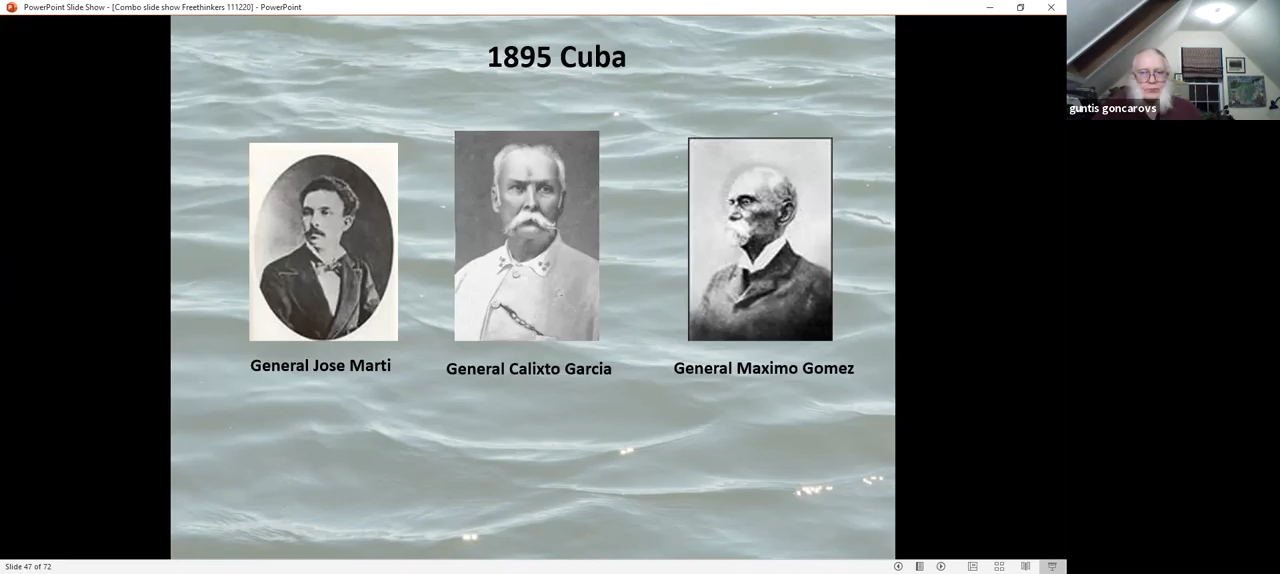 PowerPoint Slide Show - [Combo slide show Freethinkers 111220] - PowerPoint
1895 Cuba
guntis goncarovs
General Jose Marti
General Calixto Garcia
General Maximo Gomez
Slide 47 of 72